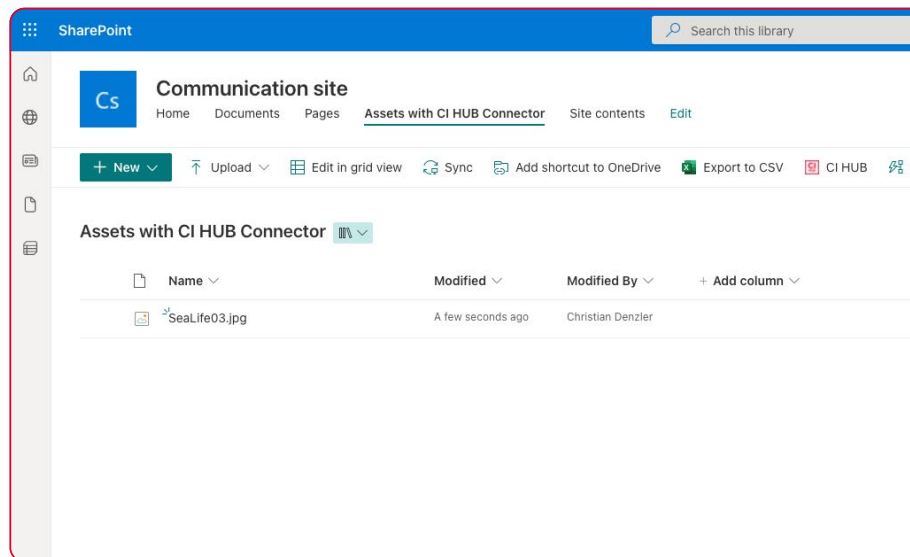 SharePoint
Search this library
Cs
Communication site
Home Documents Pages Assets with CI HUB Connector Site contents Edit
New Upload Edit in grid view Sync Add shortcut to OneDrive Export to CSV CI HUB
Assets with CI HUB Connector
Name Modified Modified By + Add column
SeaLife03.jpg A few seconds ago Christian Denzler